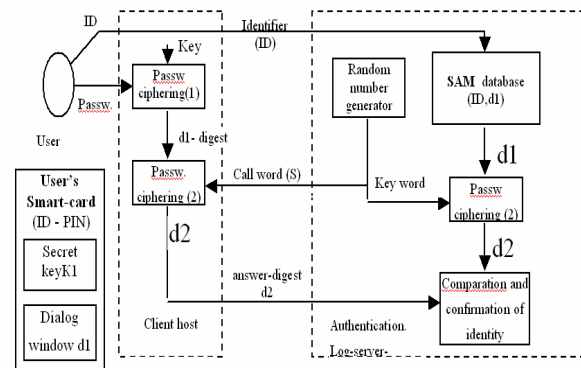 ID
Identifier
(ID)
Key
Passw
ciphering(1)
Passw.
User
d1- digest
Passw.
ciphering (2)
d2
Client host
User's
Smart-card
(ID - PIN)
Secret
keyK1
Dialog
window d1
Random
number
generator
SAM database
(ID,d1)
d1
Call word (S)
Key word
Passw
ciphering (2)
d2
answer-digest
d2
Comparation and
confirmation of
identity
Authentication.
Log-server-